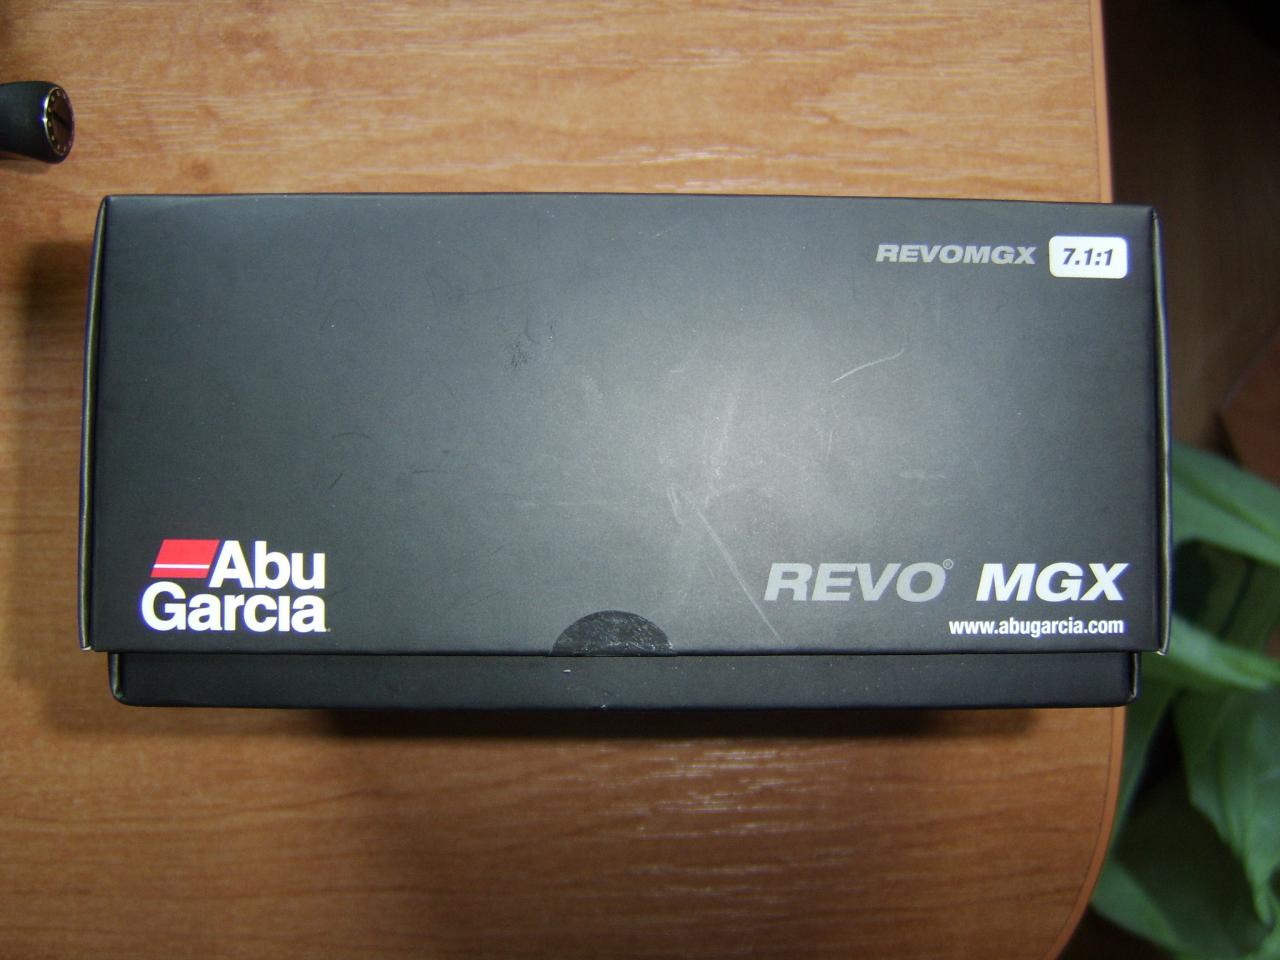 REVOMGX 7.1:1
Abu
Garcia
REVO® MGX
www.abugarcia.com